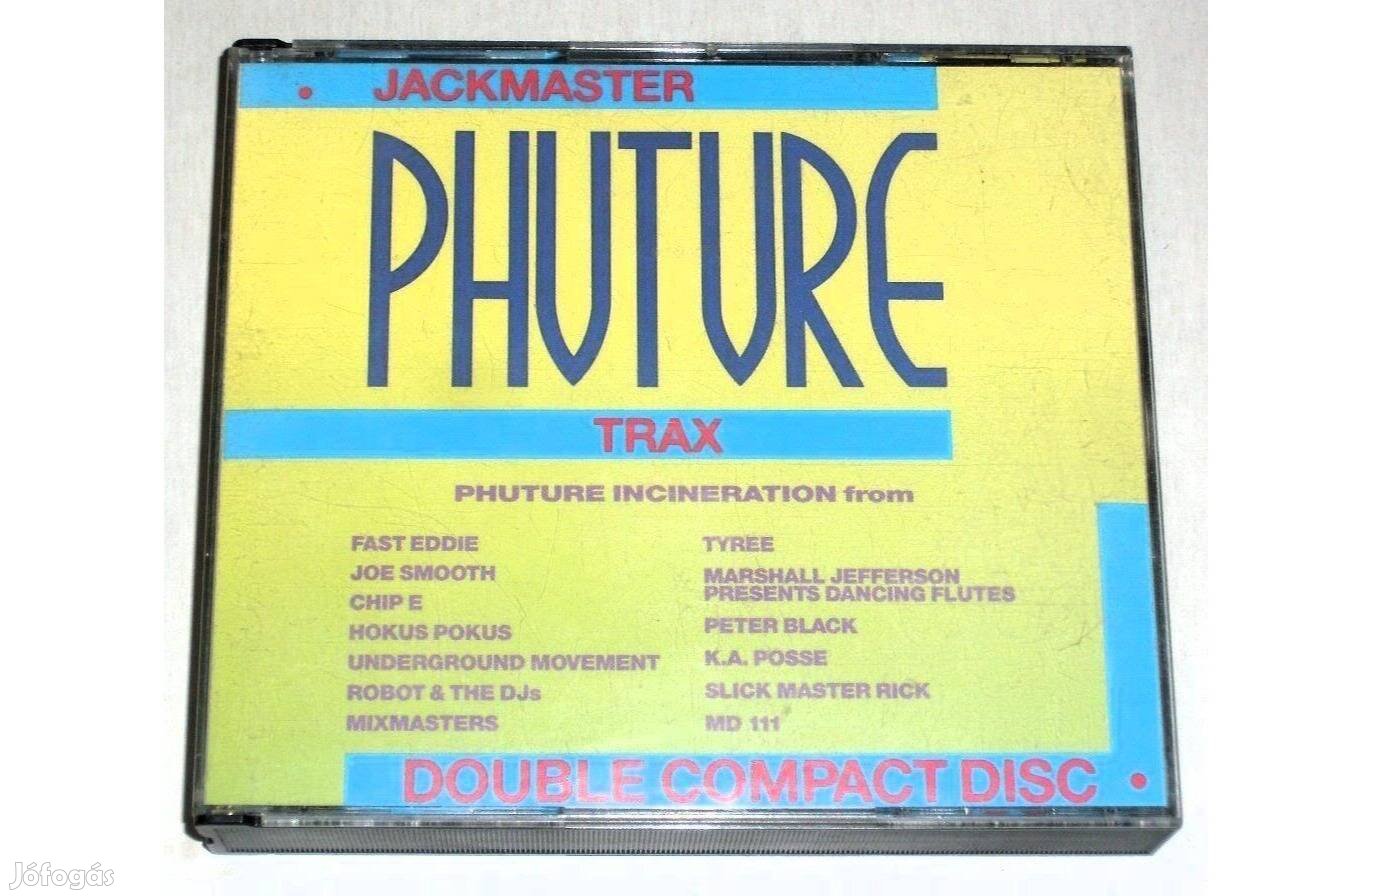 • JACKMASTER
PHUTURE
TRAX
PHUTURE INCINERATION from
FAST EDDIE
JOE SMOOTH
CHIP E
HOKUS POKUS
UNDERGROUND MOVEMENT
ROBOT & THE DJs
MIXMASTERS
TYREE
MARSHALL JEFFERSON
PRESENTS DANCING FLUTES
PETER BLACK
K.A. POSSE
SLICK MASTER RICK
MD 111
DOUBLE COMPACT DISC •
Jófogás